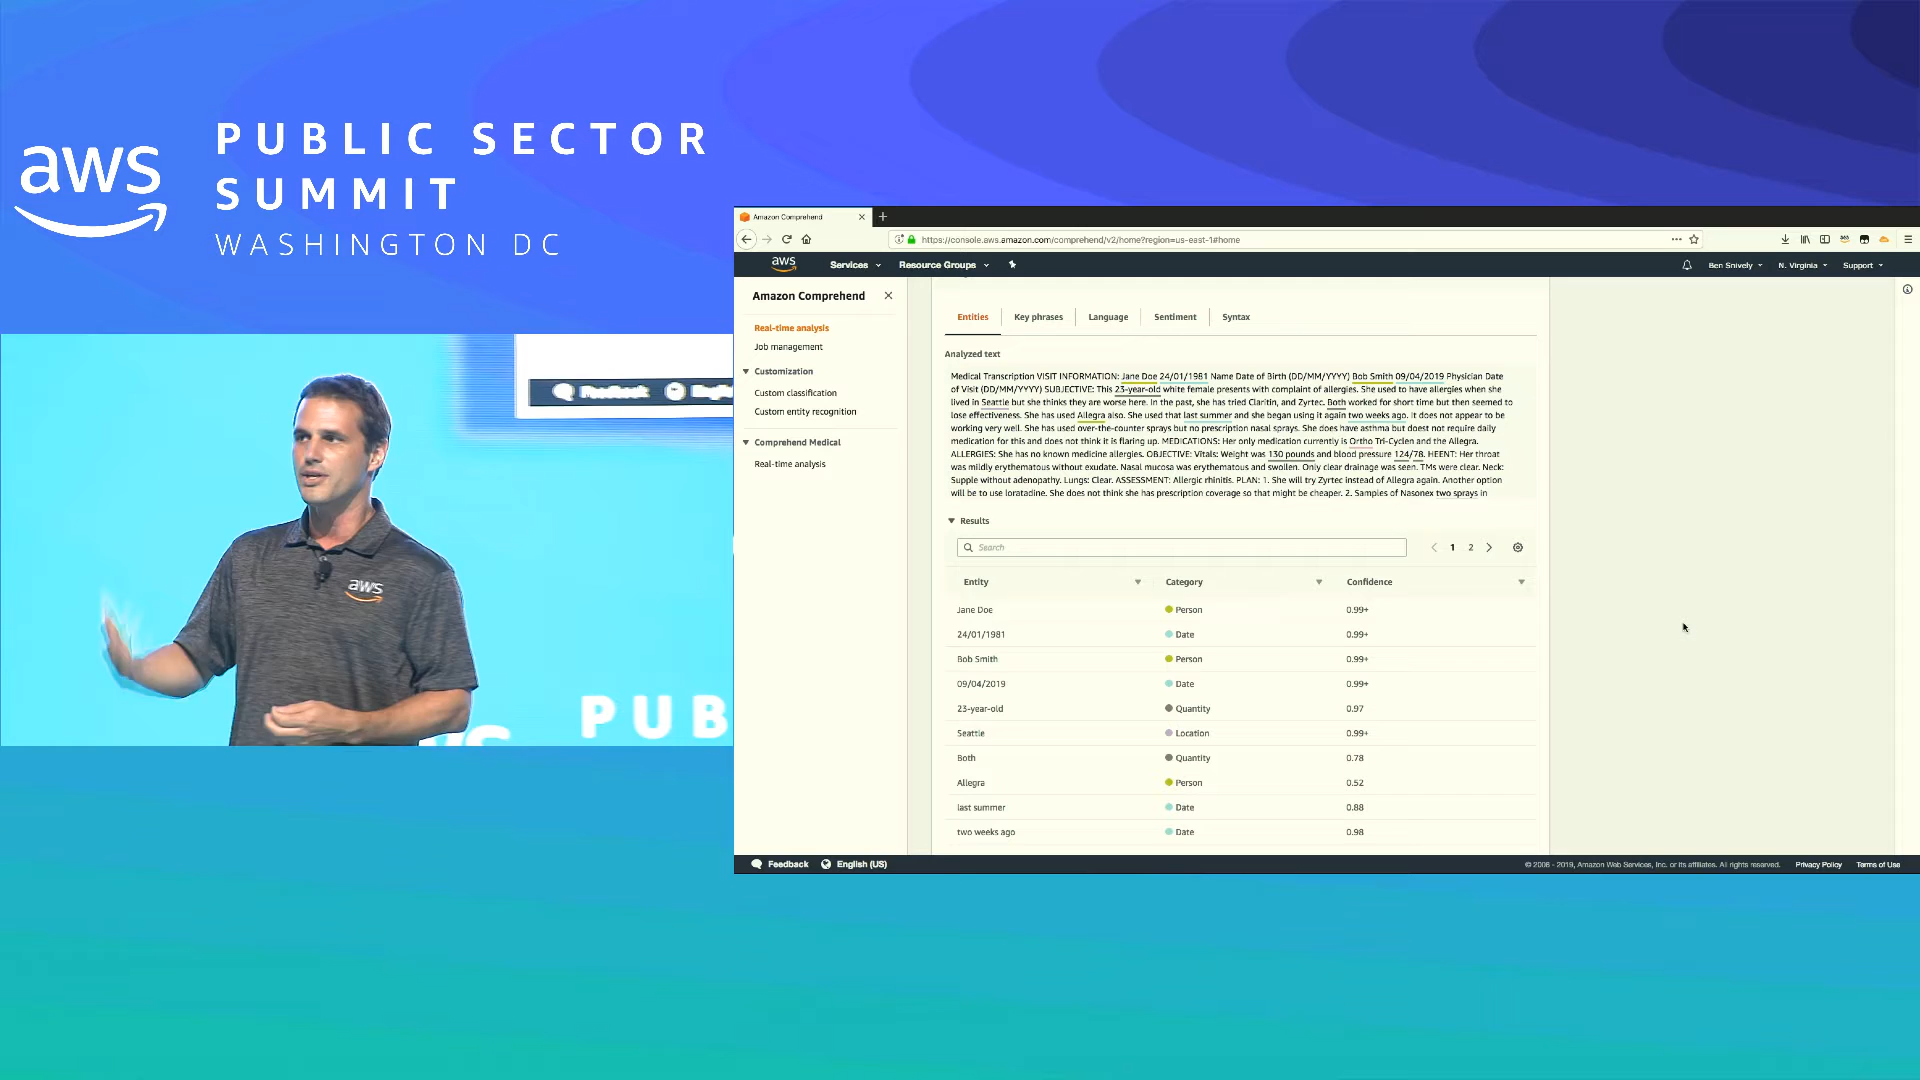 aws
PUBLIC SECTOR
SUMMIT
WASHINGTON DC
Amazon Comprehend
https://console.aws.amazon.com/comprehend/v2/home?region=us-east-1#home
aws
Services
Resource Groups
Ben Snively
N. Virginia
Support
Amazon Comprehend
Real-time analysis
Job management
Customization
Custom classification
Custom entity recognition
Comprehend Medical
Real-time analysis
Entities
Key phrases
Language
Sentiment
Syntax
Analyzed text
Medical Transcription VISIT INFORMATION: Jane Doe 24/01/1981 Name Date of Birth (DD/MM/YYYY) Bob Smith 09/04/2019 Physician Date
of Visit (DD/MM/YYYY) SUBJECTIVE: This 23-year-old white female presents with complaint of allergies. She used to have allergies when she
lived in Seattle but she thinks they are worse here. In the past, she has tried Claritin, and Zyrtec. Both worked for short time but then seemed to
lose effectiveness. She has used Allegra also. She used that last summer and she began using it again two weeks ago. It does not appear to be
working very well. She has used over-the-counter sprays but no prescription nasal sprays. She does have asthma but doest not require daily
medication for this and does not think it is flaring up. MEDICATIONS: Her only medication currently is Ortho Tri-Cyclen and the Allegra.
ALLERGIES: She has no known medicine allergies. OBJECTIVE: Vitals: Weight was 130 pounds and blood pressure 124/78. HEENT: Her throat
was mildly erythematous without exudate. Nasal mucosa was erythematous and swollen. Only clear drainage was seen. TMs were clear. Neck:
Supple without adenopathy. Lungs: Clear. ASSESSMENT: Allergic rhinitis. PLAN: 1. She will try Zyrtec instead of Allegra again. Another option
will be to use loratadine. She does not think she has prescription coverage so that might be cheaper. 2. Samples of Nasonex two sprays in
Results
Search
1
2
Entity
Category
Confidence
Jane Doe Person 0.99+
24/01/1981 Date 0.99+
Bob Smith Person 0.99+
09/04/2019 Date 0.99+
23-year-old Quantity 0.97
Seattle Location 0.99+
Both Quantity 0.78
Allegra Person 0.52
last summer Date 0.88
two weeks ago Date 0.98
Feedback
English (US)
© 2008 - 2019, Amazon Web Services, Inc. or its affiliates. All rights reserved.
Privacy Policy
Terms of Use
Feedback
aws
PUB